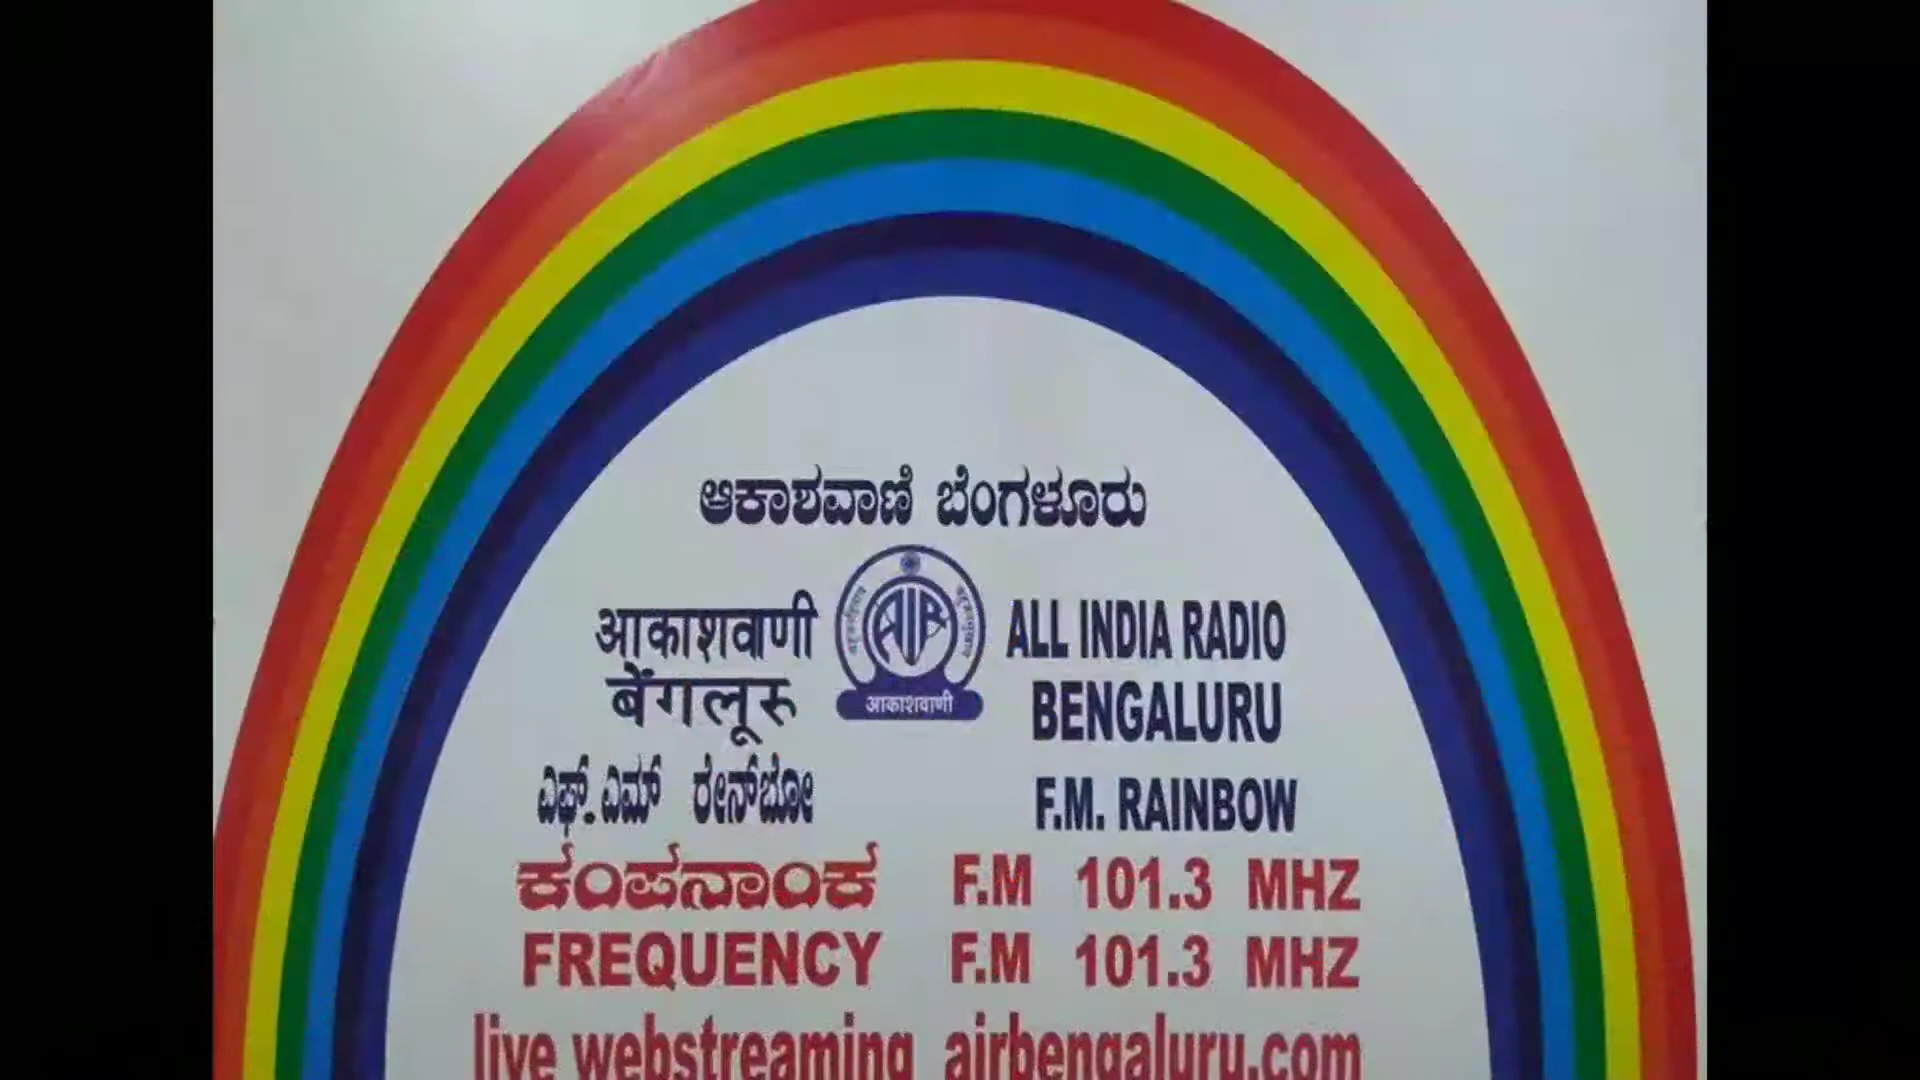 ಆಕಾಶವಾಣಿ ಬೆಂಗಳೂರು
आकाशवाणी
बेंगलूरु
AIR
आकाशवाणी
ALL INDIA RADIO
BENGALURU
ಎಫ್.ಎಮ್ ರೇನ್‌ಬೋ
F.M. RAINBOW
ಕಂಪನಾಂಕ F.M 101.3 MHZ
FREQUENCY F.M 101.3 MHZ
live webstreaming airbengaluru.com